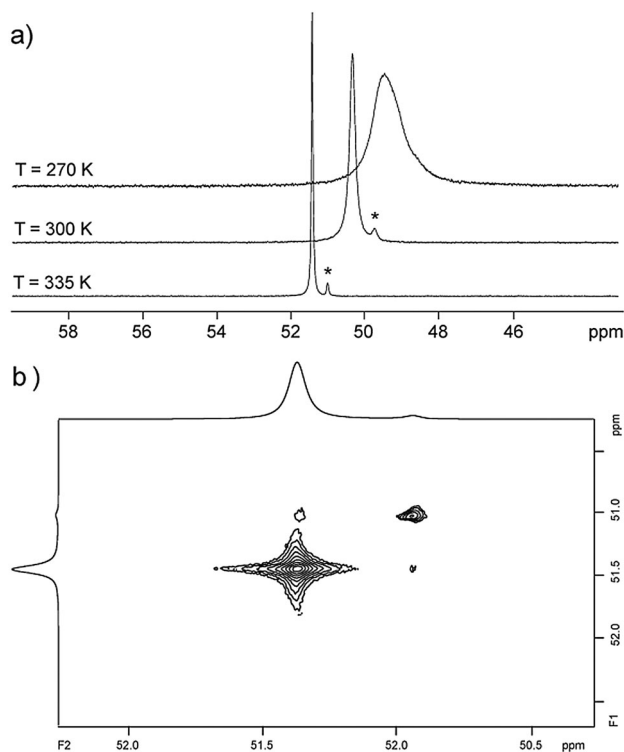 a)
T = 270 K
*
T = 300 K
*
T = 335 K
58 56 54 52 50 48 46 ppm
b)
ppm
51.0
51.5
52.0
F1
F2 52.0 51.5 52.0 50.5 ppm